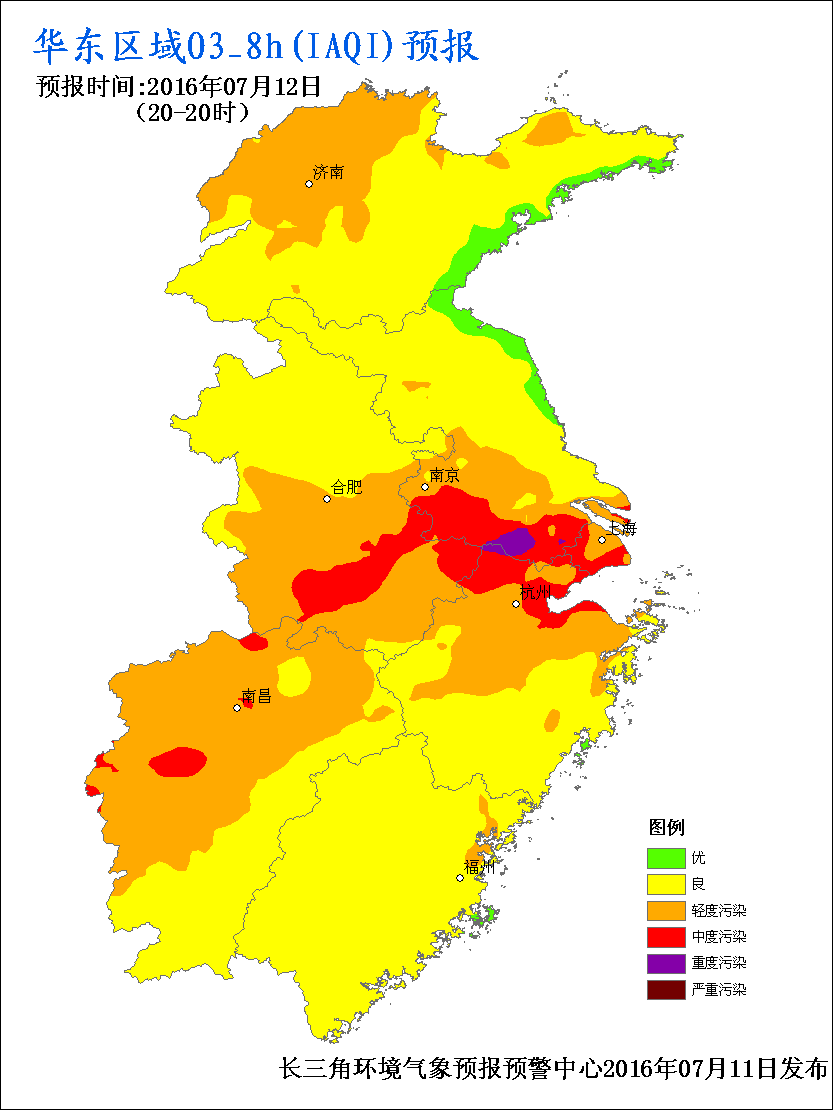 华东区域O3_8h(IAQI)预报
预报时间:2016年07月12日
(20-20时)
济南
南京
合肥
上海
杭州
南昌
福州
图例
优
良
轻度污染
中度污染
重度污染
严重污染
长三角环境气象预报预警中心2016年07月11日发布